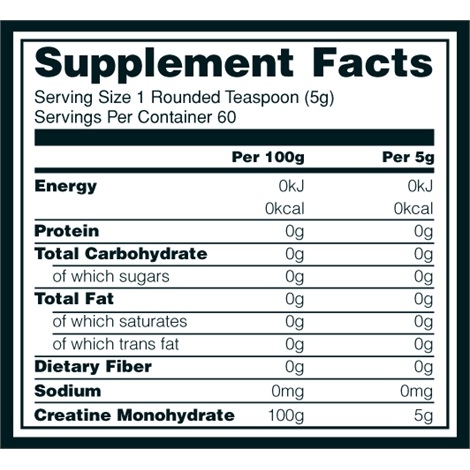 Supplement Facts
Serving Size 1 Rounded Teaspoon (5g)
Servings Per Container 60
Per 100g Per 5g
Energy 0kJ 0kJ
0kcal 0kcal
Protein 0g 0g
Total Carbohydrate 0g 0g
of which sugars 0g 0g
Total Fat 0g 0g
of which saturates 0g 0g
of which trans fat 0g 0g
Dietary Fiber 0g 0g
Sodium 0mg 0mg
Creatine Monohydrate 100g 5g